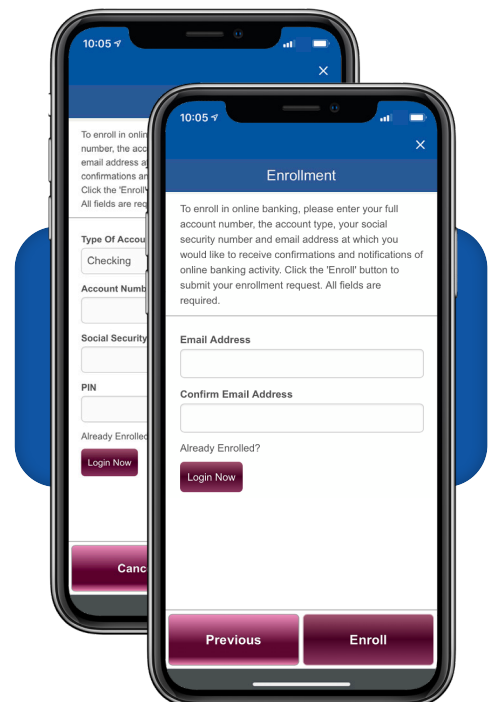 10:05
To enroll in onlin
number, the acc
email address a
confirmations an
Click the 'Enroll'
All fields are req
Type Of Accou
Checking
Account Numb
Social Security
PIN
Already Enrolled
Login Now
Canc
10:05
Enrollment
To enroll in online banking, please enter your full
account number, the account type, your social
security number and email address at which you
would like to receive confirmations and notifications of
online banking activity. Click the 'Enroll' button to
submit your enrollment request. All fields are
required.
Email Address
Confirm Email Address
Already Enrolled?
Login Now
Previous
Enroll